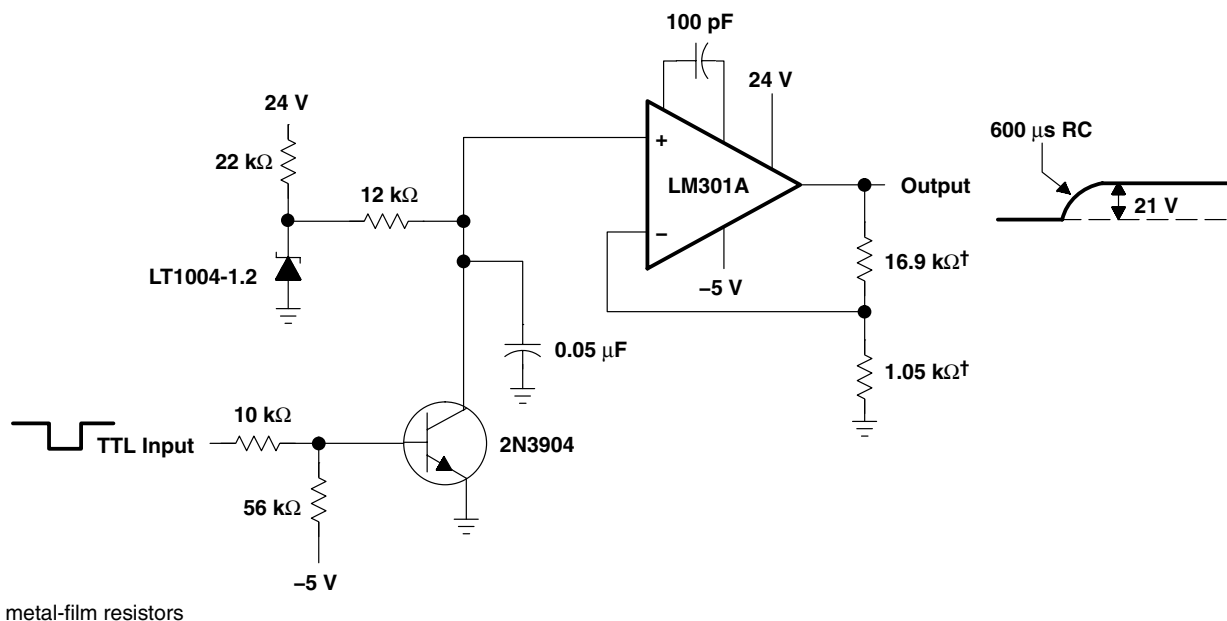 100 pF
24 V
24 V
600 μs RC
22 kΩ
+
12 kΩ
LM301A
Output
21 V
−
LT1004-1.2
16.9 kΩ†
−5 V
0.05 μF
1.05 kΩ†
10 kΩ
TTL Input
2N3904
56 kΩ
−5 V
metal-film resistors